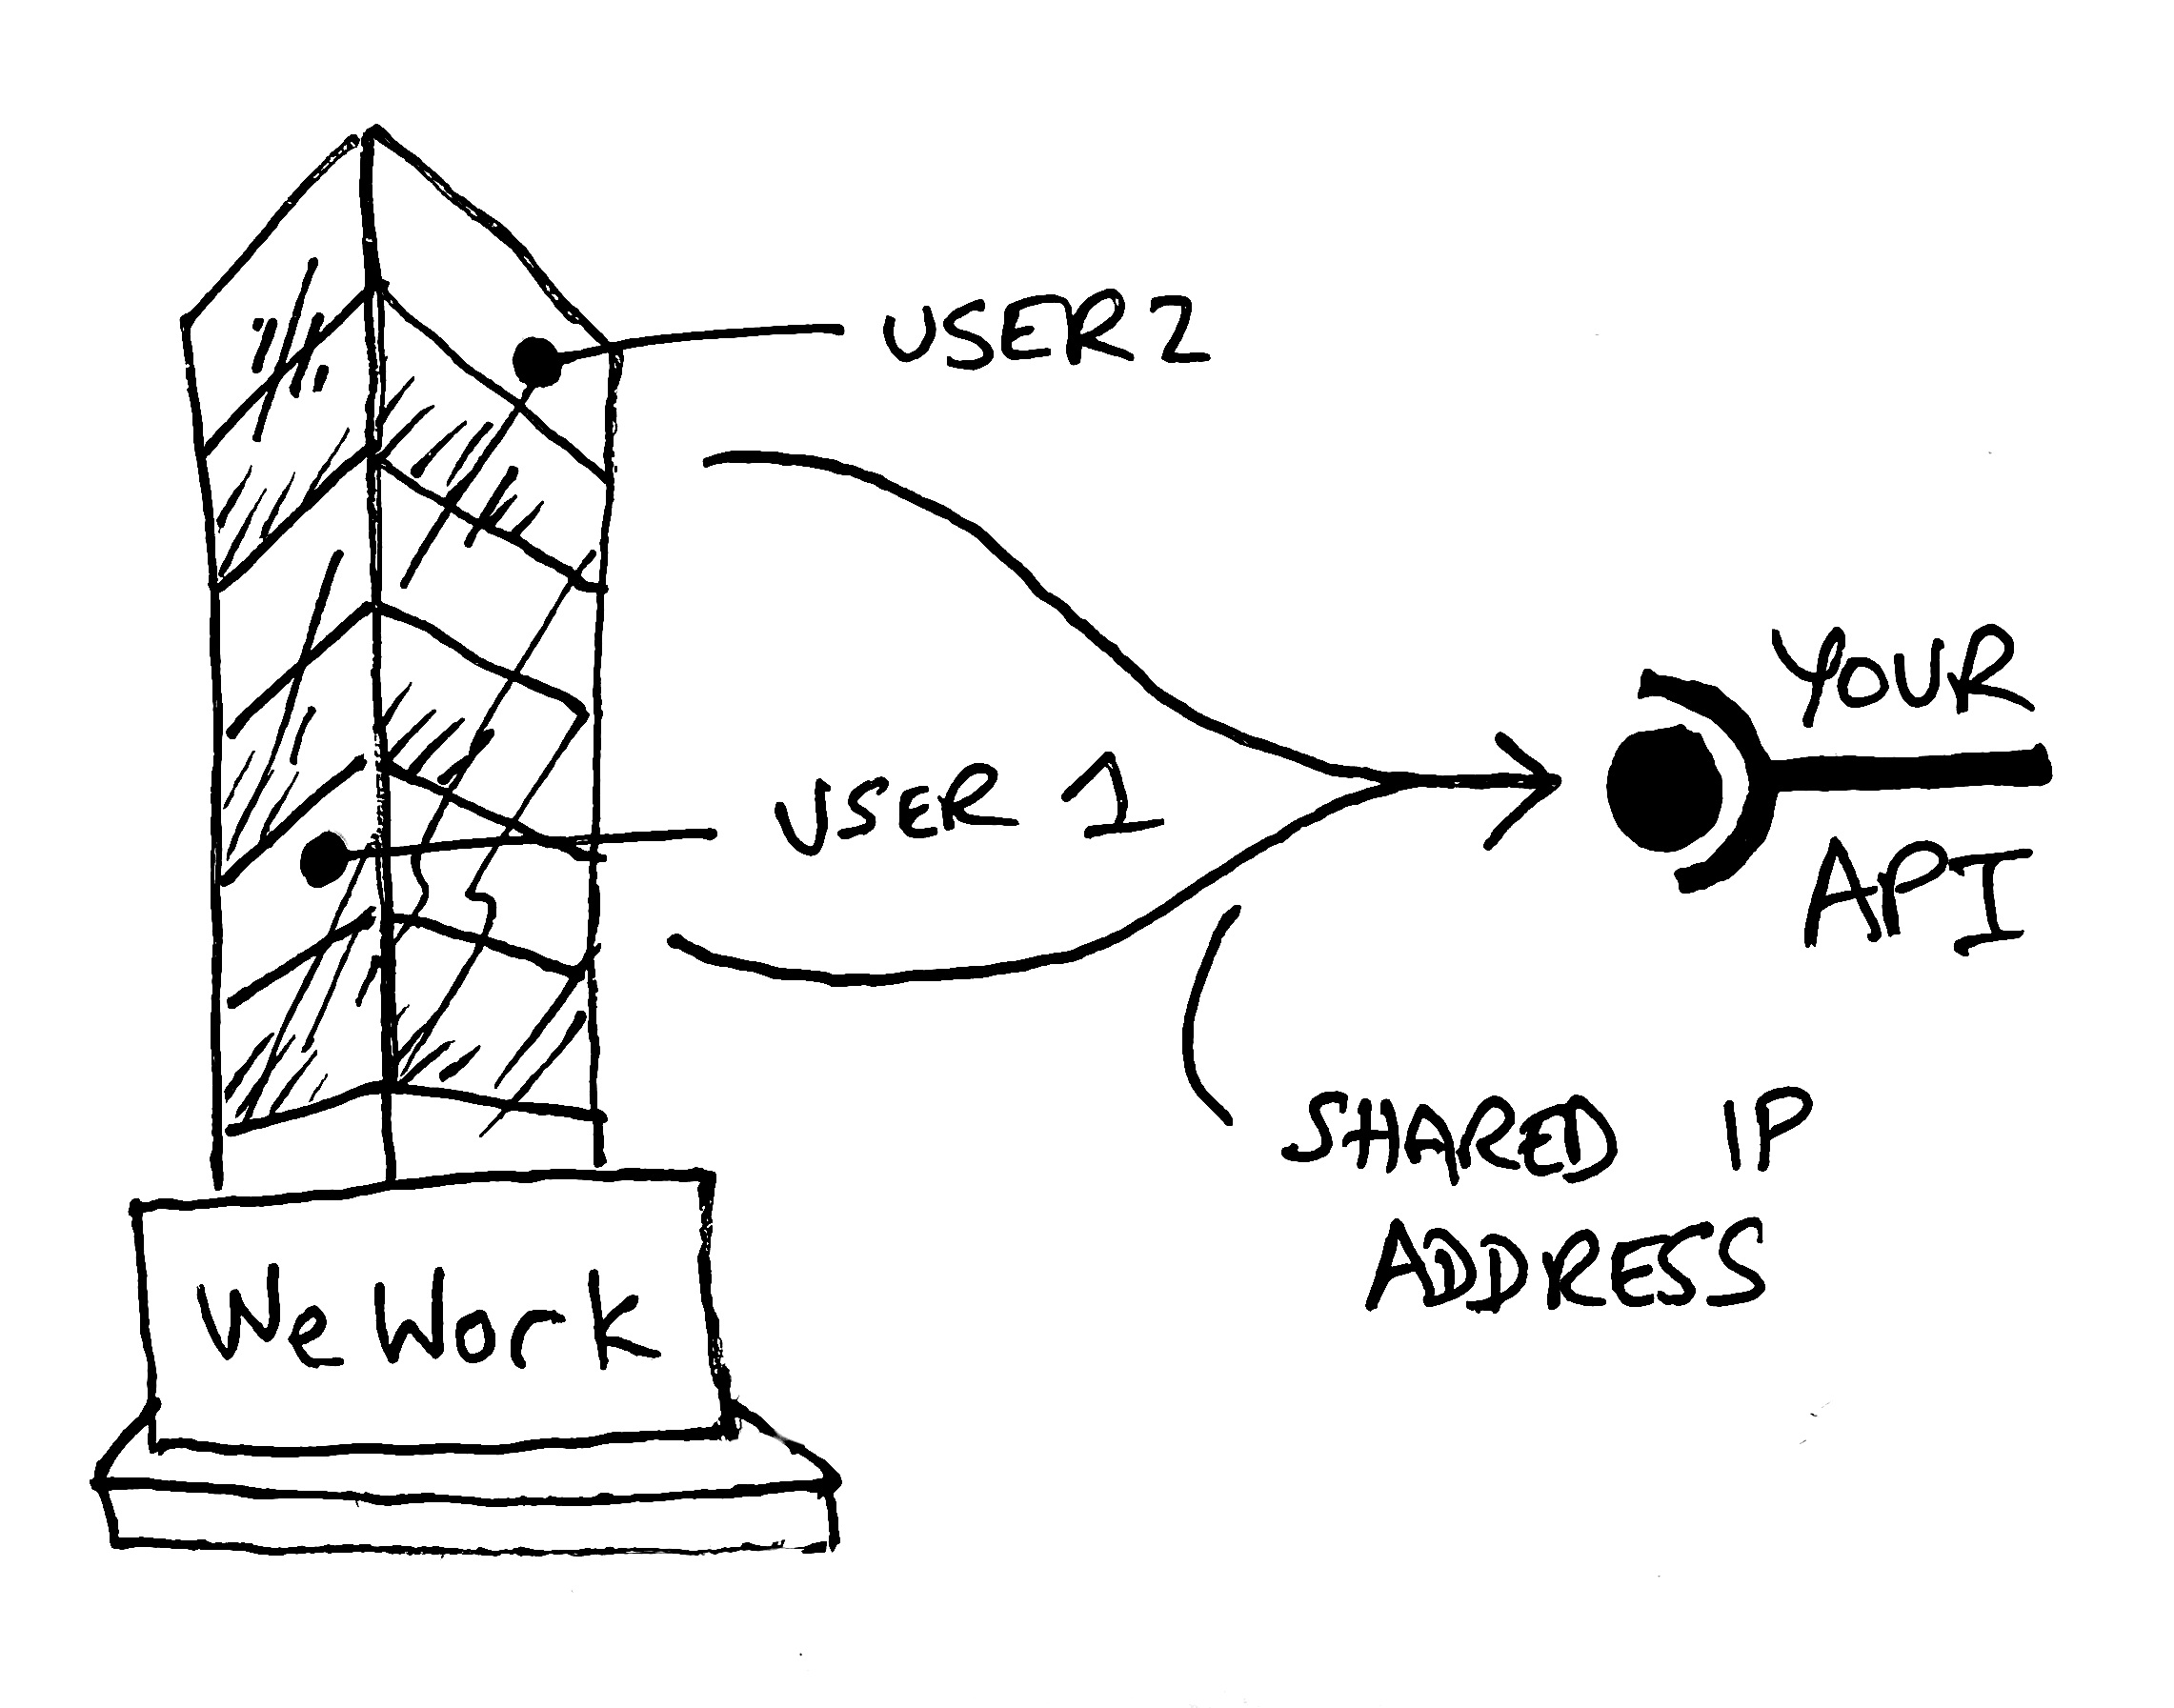 USER 2
YOUR
API
USER 1
SHARED IP
ADDRESS
WeWork